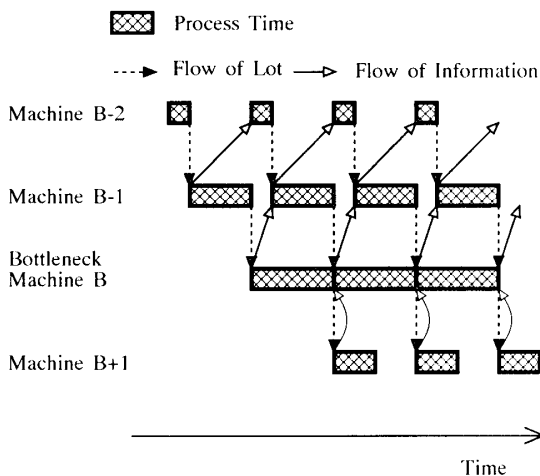 Process Time
Flow of Lot
Flow of Information
Machine B-2
Machine B-1
Bottleneck
Machine B
Machine B+1
Time